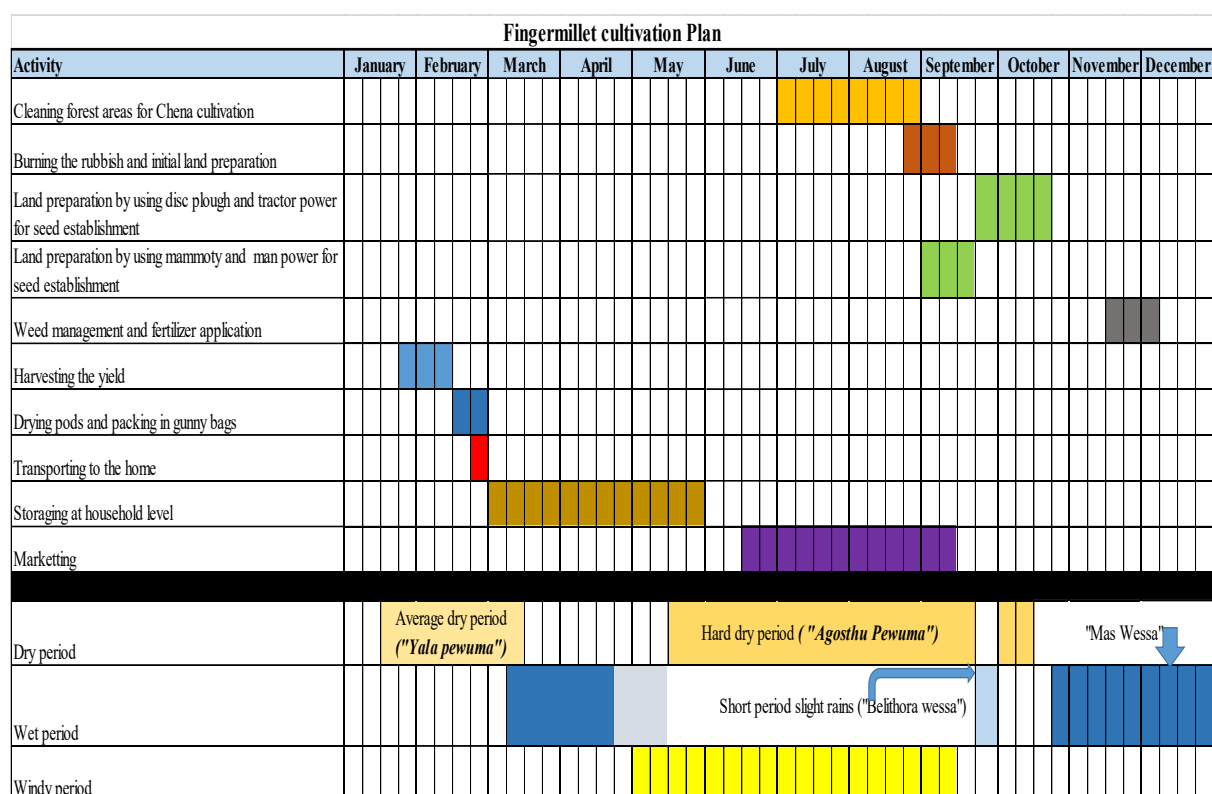 Fingermillet cultivation Plan
Activity January February March April May June July August September October November December
Cleaning forest areas for Chena cultivation
Burning the rubbish and initial land preparation
Land preparation by using disc plough and tractor power
for seed establishment
Land preparation by using mammoty and man power for
seed establishment
Weed management and fertilizer application
Harvesting the yield
Drying pods and packing in gunny bags
Transporting to the home
Storaging at household level
Marketting
Dry period
Average dry period
("Yala pewuma")
Hard dry period ( "Agosthu Pewuma")
"Mas Wessa"
Wet period
Short period slight rains ("Belithora wessa")
Windy period